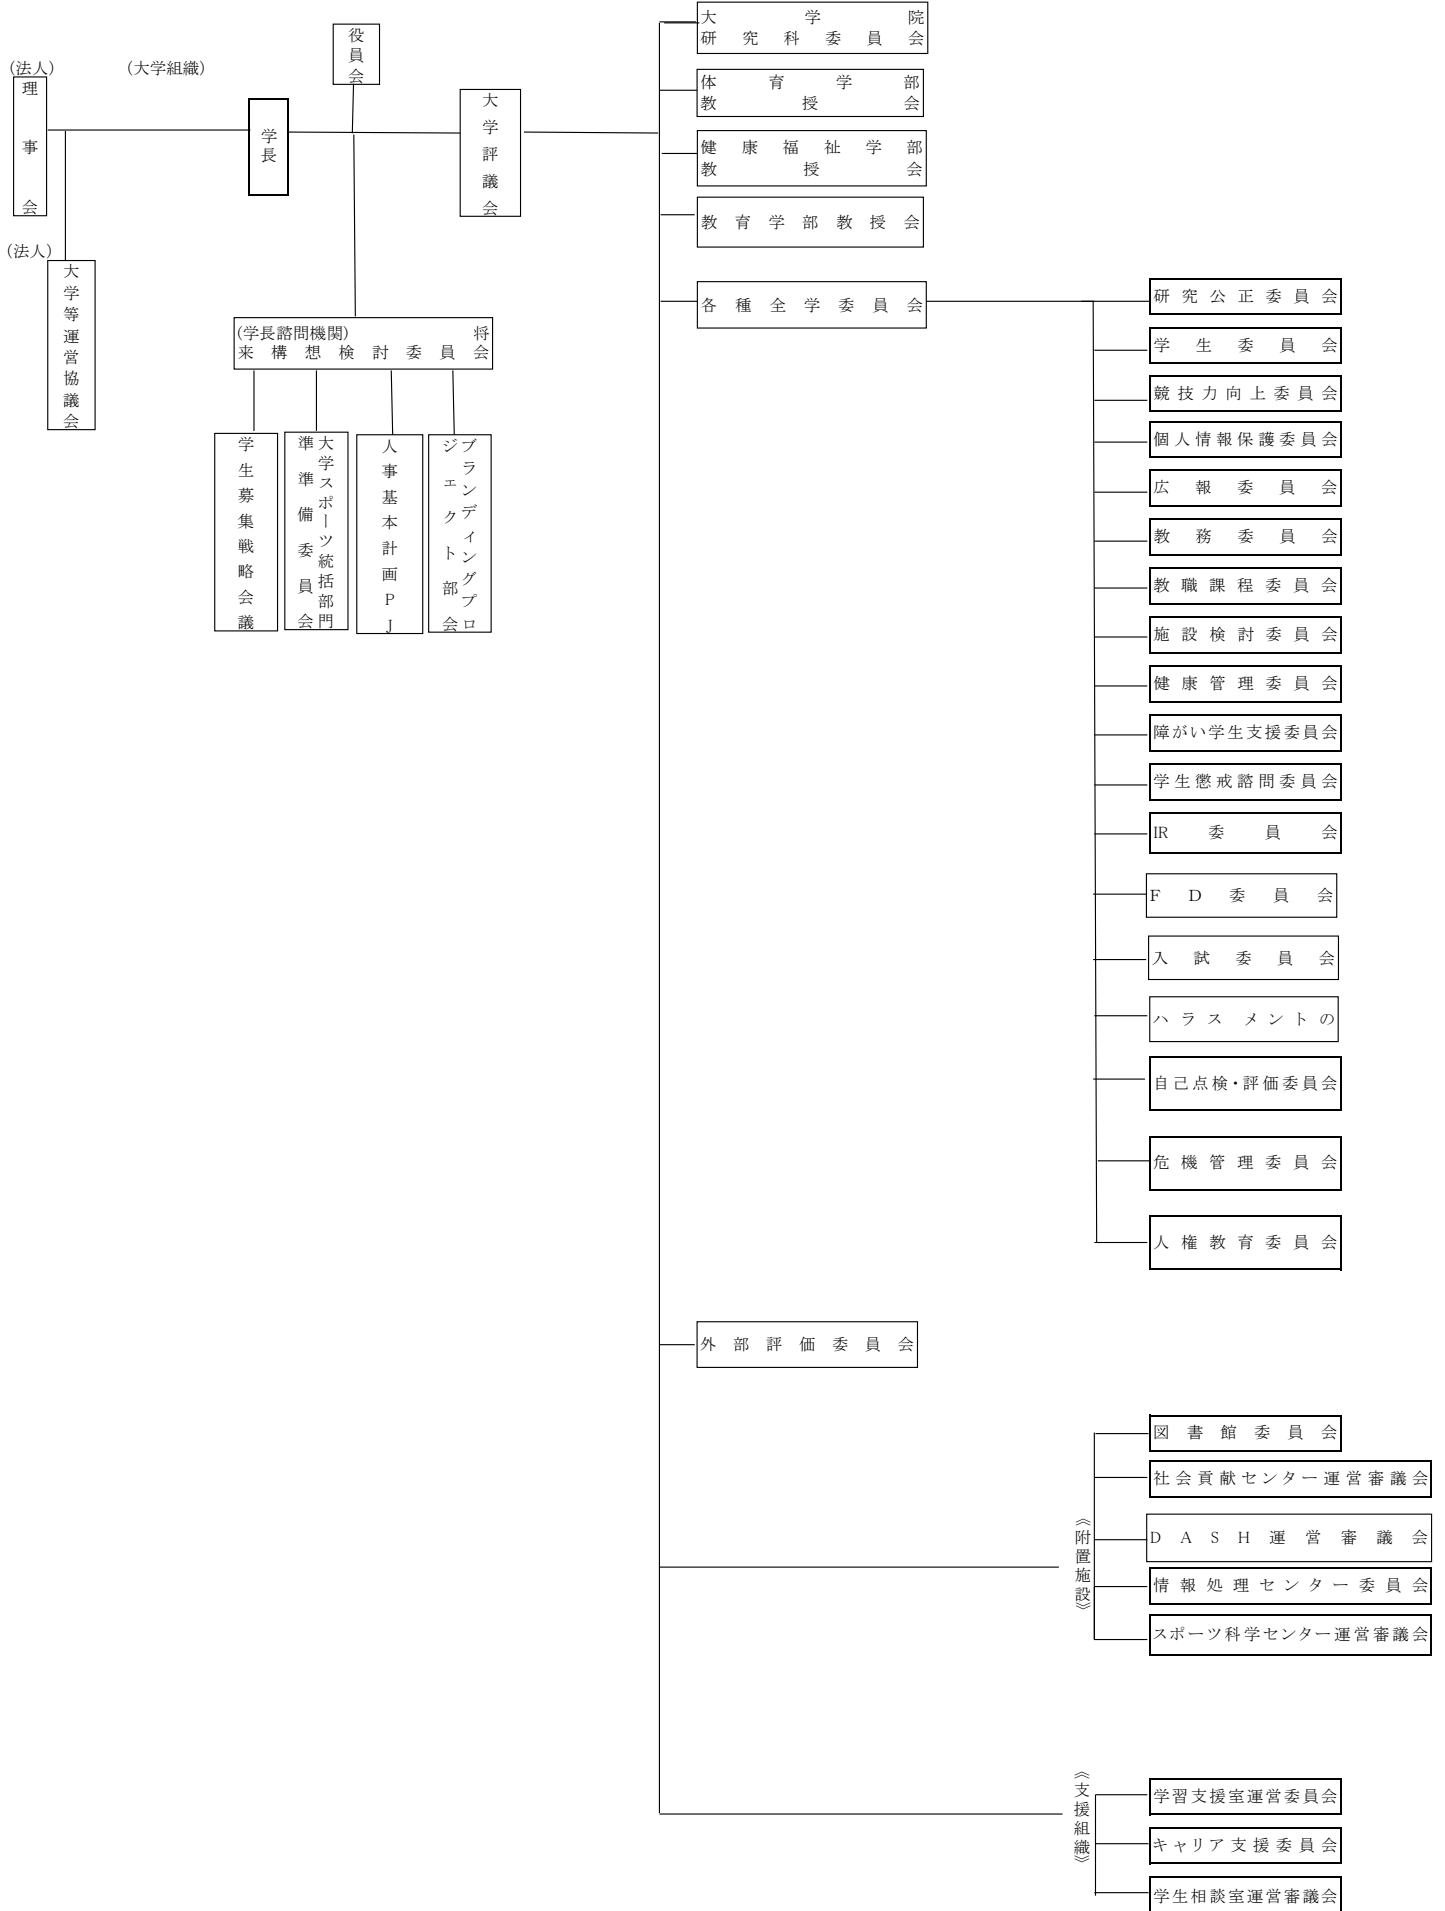 (法人)
(大学組織)
理事会
学長
役員会
大学評議会
(法人)
大学等運営協議会
(学長諮問機関) 将
来構想検討委員会
学生募集戦略会議
大学スポーツ統括部門
準準備委員会
人事基本計画PJ
ブランディングプロ
ジェクト部会
大学院
研究科委員会
体育学部
教授会
健康福祉学部
教授会
教育学部教授会
各種全学委員会
研究公正委員会
学生委員会
競技力向上委員会
個人情報保護委員会
広報委員会
教務委員会
教職課程委員会
施設検討委員会
健康管理委員会
障がい学生支援委員会
学生懲戒諮問委員会
IR委員会
FD委員会
入試委員会
ハラスメントの
自己点検・評価委員会
危機管理委員会
人権教育委員会
外部評価委員会
《附置施設》
図書館委員会
社会貢献センター運営審議会
DASH運営審議会
情報処理センター委員会
スポーツ科学センター運営審議会
《支援組織》
学習支援室運営委員会
キャリア支援委員会
学生相談室運営審議会